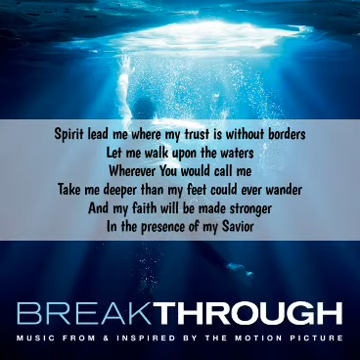 Spirit lead me where my trust is without borders
Let me walk upon the waters
Wherever You would call me
Take me deeper than my feet could ever wander
And my faith will be made stronger
In the presence of my Savior
BREAKTHROUGH
MUSIC FROM & INSPIRED BY THE MOTION PICTURE